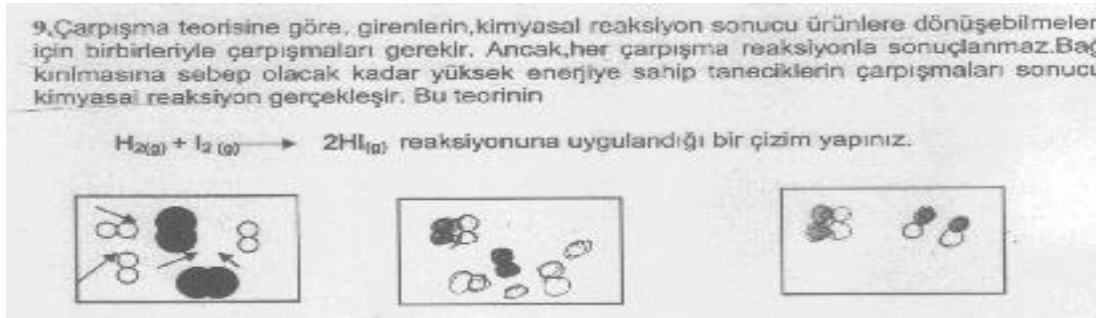 9.Çarpışma teorisine göre, girenlerin,kimyasal reaksiyon sonucu ürünlere dönüşebilmeler
için birbirleriyle çarpışmaları gerekir. Ancak,her çarpışma reaksiyonla sonuçlanmaz.Bağ
kırılmasına sebep olacak kadar yüksek enerjiye sahip taneciklerin çarpışmaları sonucu
kimyasal reaksiyon gerçekleşir. Bu teorinin
H2(g) + I2 (g) → 2HI(g) reaksiyonuna uygulandığı bir çizim yapınız.